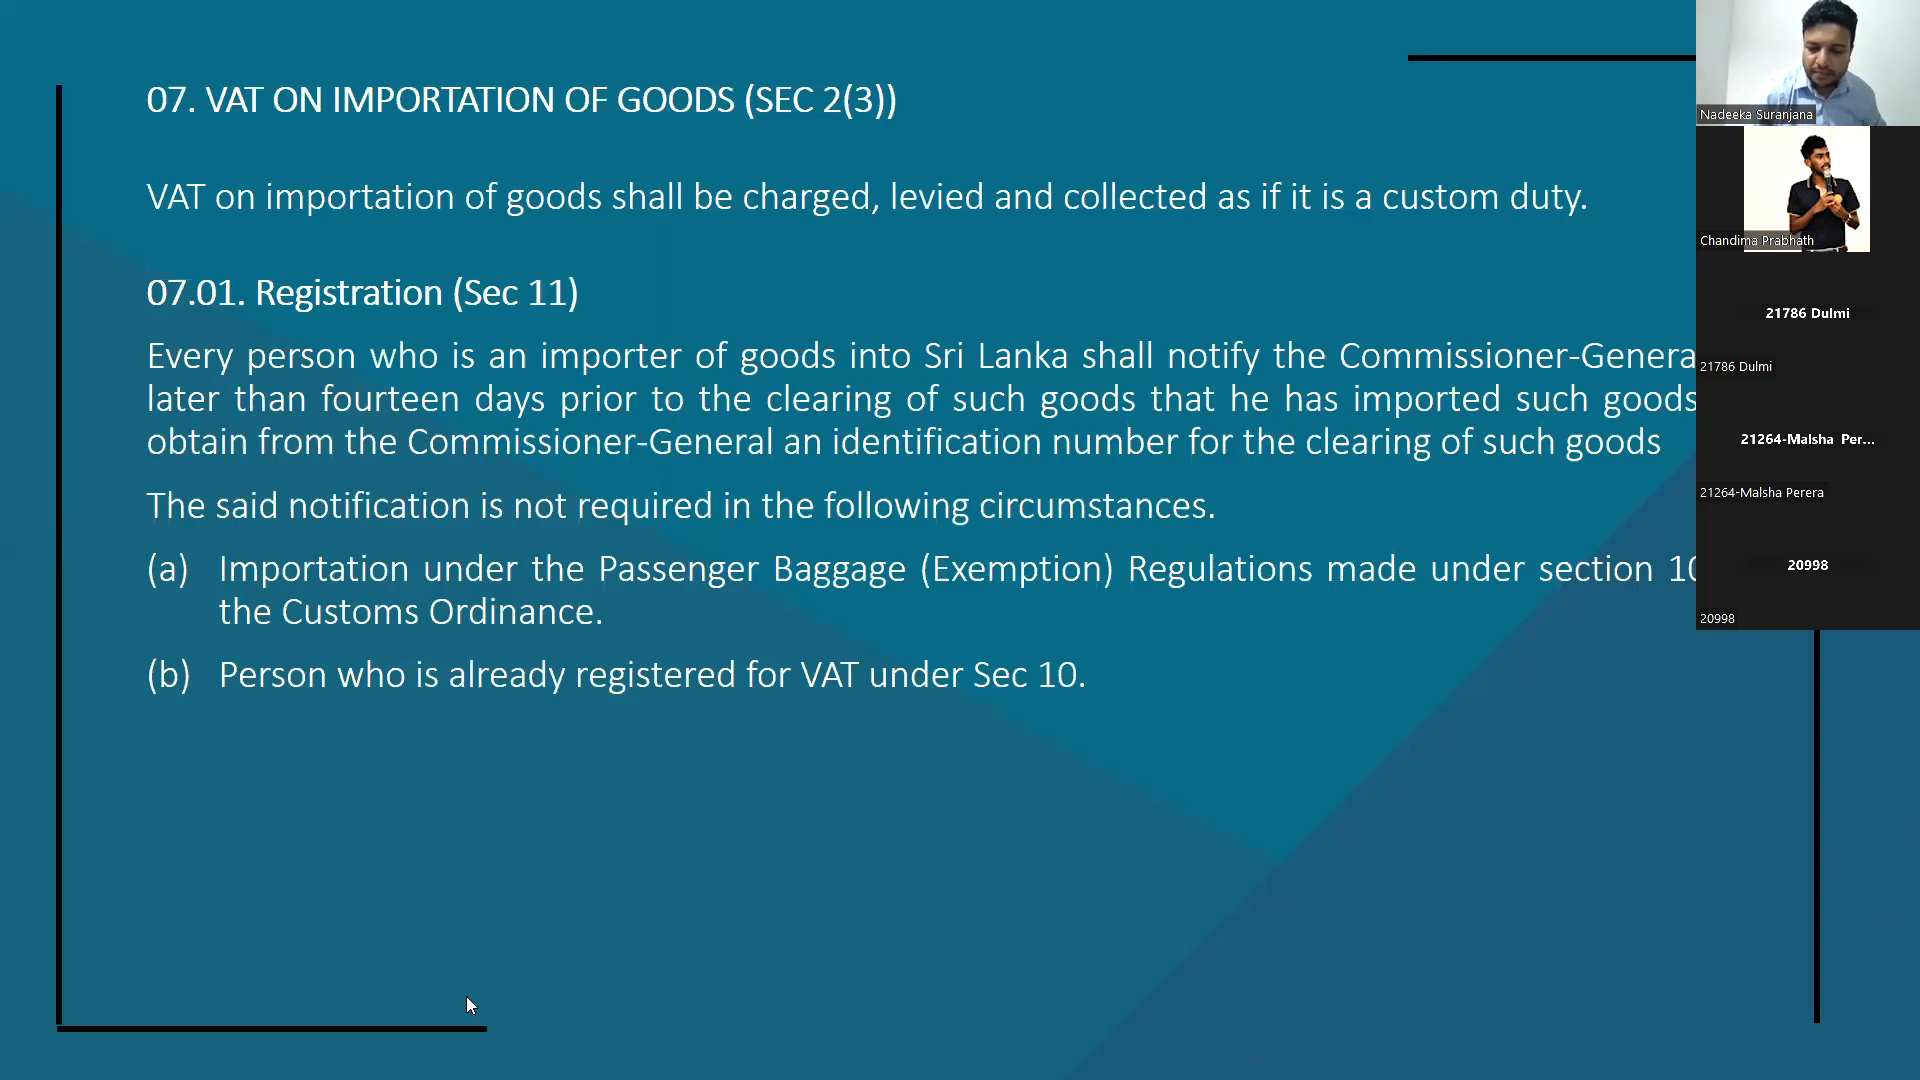 07. VAT ON IMPORTATION OF GOODS (SEC 2(3))
VAT on importation of goods shall be charged, levied and collected as if it is a custom duty.
07.01. Registration (Sec 11)
Every person who is an importer of goods into Sri Lanka shall notify the Commissioner-Genera
later than fourteen days prior to the clearing of such goods that he has imported such goods
obtain from the Commissioner-General an identification number for the clearing of such goods
The said notification is not required in the following circumstances.
(a) Importation under the Passenger Baggage (Exemption) Regulations made under section 10
the Customs Ordinance.
(b) Person who is already registered for VAT under Sec 10.
Nadeeka Suranjana
Chandima Prabhath
21786 Dulmi
21786 Dulmi
21264-Malsha Per...
21264-Malsha Perera
20998
20998